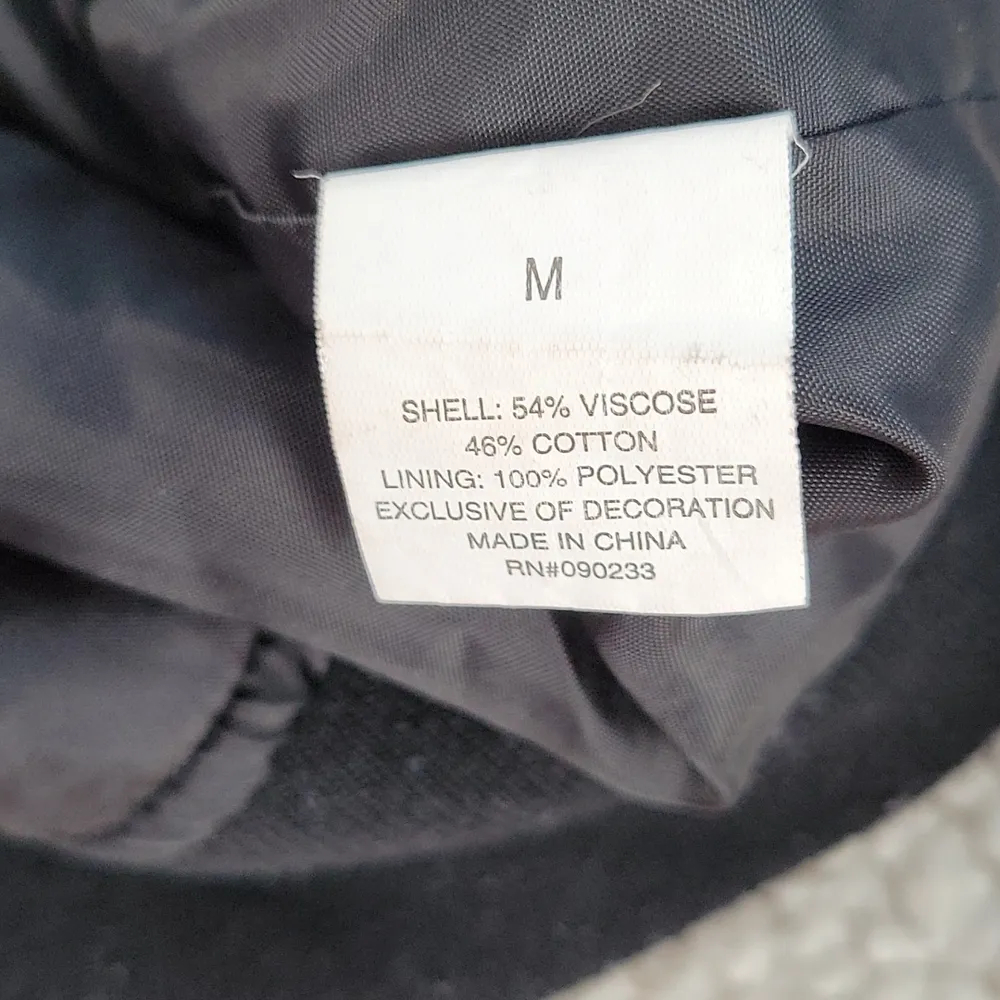 M
SHELL: 54% VISCOSE
46% COTTON
LINING: 100% POLYESTER
EXCLUSIVE OF DECORATION
MADE IN CHINA
RN#090233